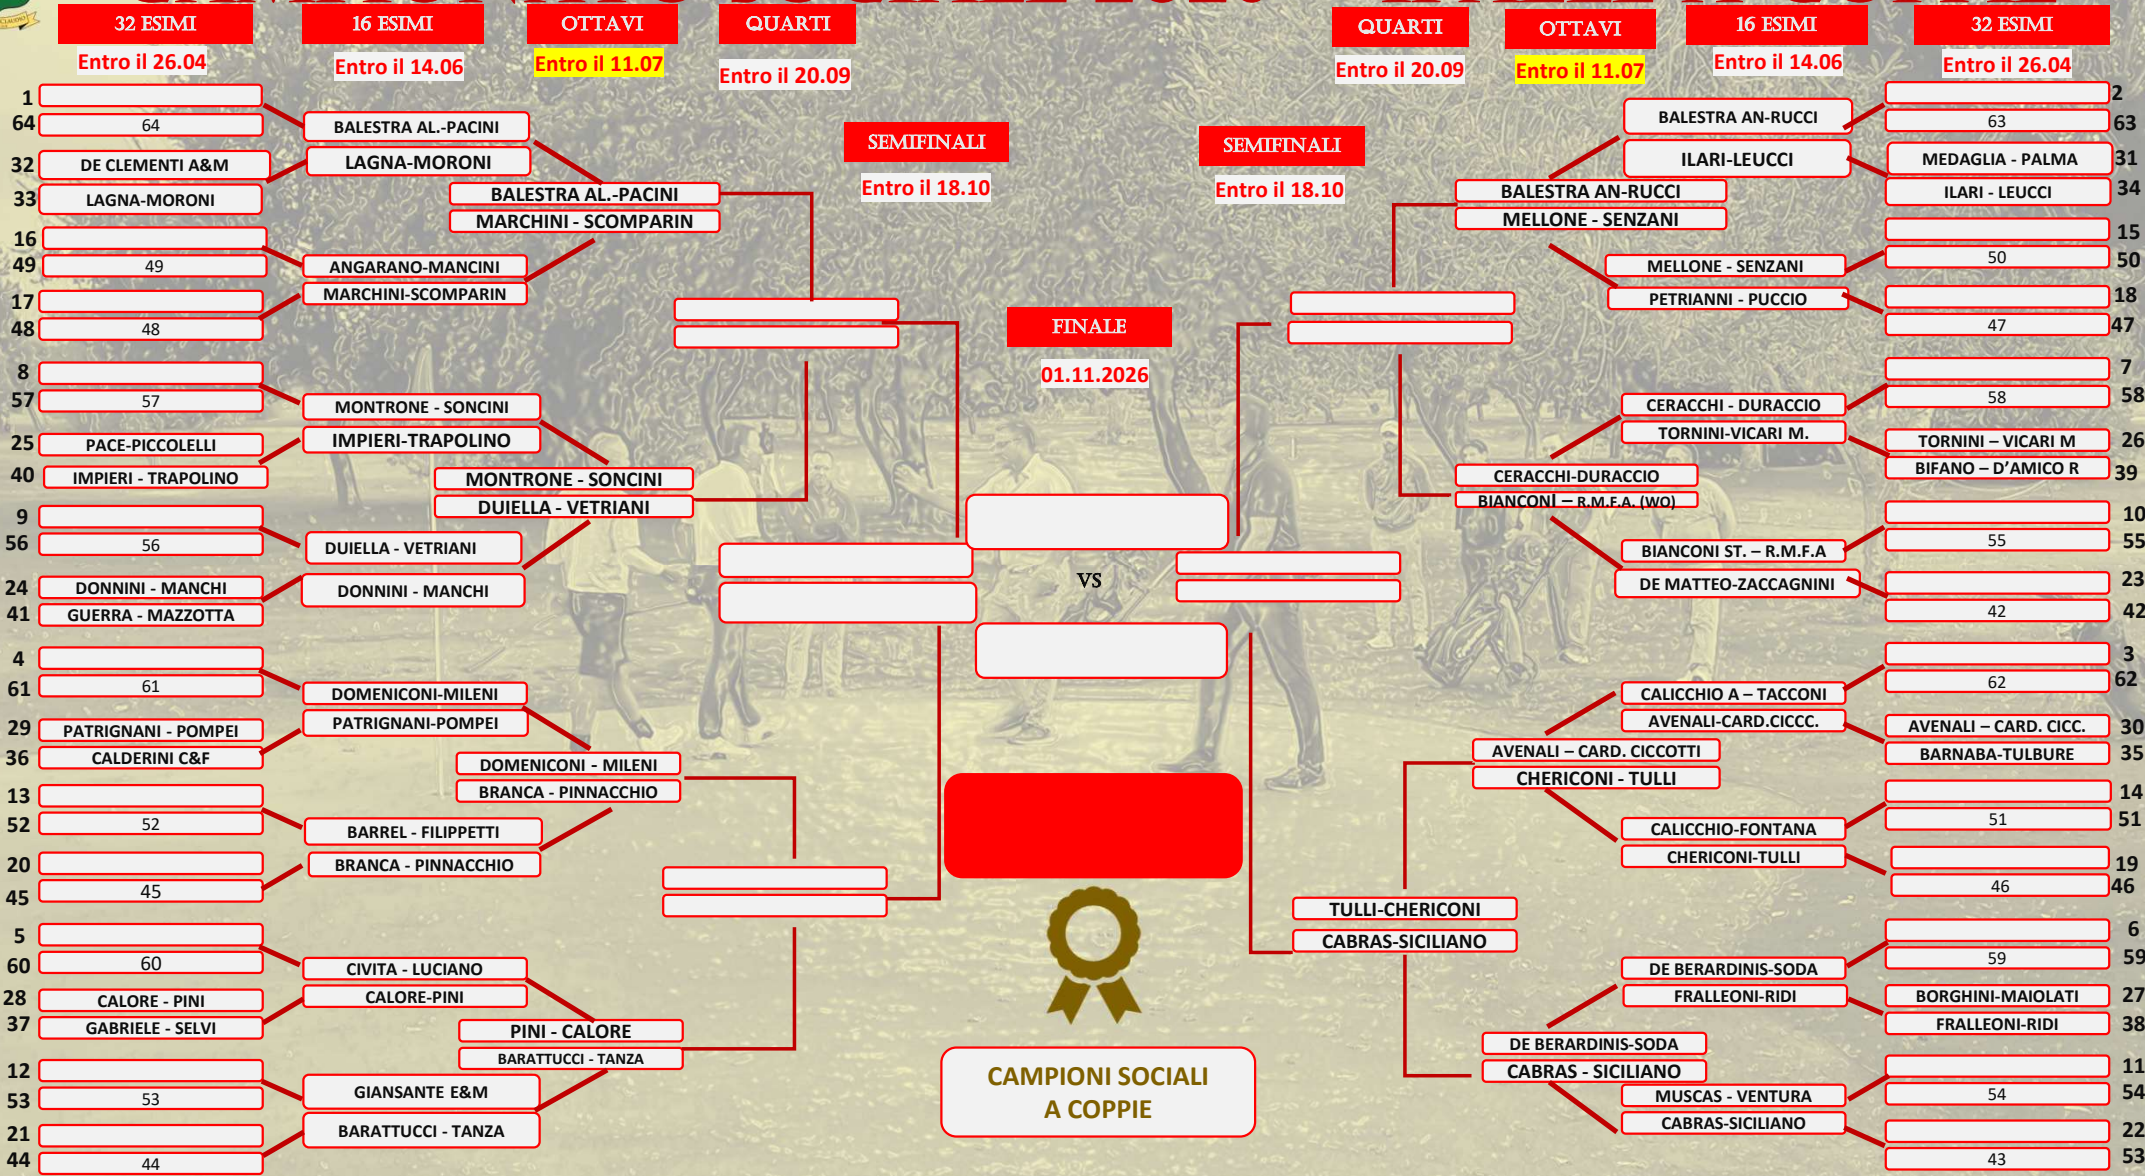 32 ESIMI
16 ESIMI
OTTAVI
QUARTI
Entro il 26.04
Entro il 14.06
Entro il 11.07
Entro il 20.09
1
64 64
BALESTRA AL.-PACINI
LAGNA-MORONI
32 DE CLEMENTI A&M
33 LAGNA-MORONI
BALESTRA AL.-PACINI
MARCHINI - SCOMPARIN
16
49 49
ANGARANO-MANCINI
MARCHINI-SCOMPARIN
17
48 48
8
57 57
MONTRONE - SONCINI
IMPIERI-TRAPOLINO
25 PACE-PICCOLELLI
40 IMPIERI - TRAPOLINO
MONTRONE - SONCINI
DUIELLA - VETRIANI
9
56 56
DUIELLA - VETRIANI
DONNINI - MANCHI
24 DONNINI - MANCHI
41 GUERRA - MAZZOTTA
4
61 61
DOMENICONI-MILENI
PATRIGNANI-POMPEI
29 PATRIGNANI - POMPEI
36 CALDERINI C&F
DOMENICONI - MILENI
BRANCA - PINNACCHIO
13
52 52
BARREL - FILIPPETTI
BRANCA - PINNACCHIO
20
45 45
5
60 60
CIVITA - LUCIANO
CALORE-PINI
28 CALORE - PINI
37 GABRIELE - SELVI
PINI - CALORE
BARATTUCCI - TANZA
12
53 53
GIANSANTE E&M
BARATTUCCI - TANZA
21
44 44
SEMIFINALI
Entro il 18.10
SEMIFINALI
Entro il 18.10
FINALE
01.11.2026
VS
CAMPIONI SOCIALI
A COPPIE
QUARTI
OTTAVI
16 ESIMI
32 ESIMI
Entro il 20.09
Entro il 11.07
Entro il 14.06
Entro il 26.04
2
63 63
BALESTRA AN-RUCCI
ILARI-LEUCCI
MEDAGLIA - PALMA 31
ILARI - LEUCCI 34
BALESTRA AN-RUCCI
MELLONE - SENZANI
15
50 50
MELLONE - SENZANI
PETRIANNI - PUCCIO
18
47 47
7
58 58
CERACCHI - DURACCIO
TORNINI-VICARI M.
TORNINI – VICARI M 26
BIFANO – D’AMICO R 39
CERACCHI-DURACCIO
BIANCONI – R.M.F.A. (WO)
10
55 55
BIANCONI ST. – R.M.F.A
DE MATTEO-ZACCAGNINI
23
42 42
3
62 62
CALICCHIO A – TACCONI
AVENALI-CARD.CICCC.
AVENALI – CARD. CICC. 30
BARNABA-TULBURE 35
AVENALI – CARD. CICCOTTI
CHERICONI - TULLI
14
51 51
CALICCHIO-FONTANA
CHERICONI-TULLI
19
46 46
TULLI-CHERICONI
CABRAS-SICILIANO
6
59 59
DE BERARDINIS-SODA
FRALLEONI-RIDI
BORGHINI-MAIOLATI 27
FRALLEONI-RIDI 38
DE BERARDINIS-SODA
CABRAS - SICILIANO
11
54 54
MUSCAS - VENTURA
CABRAS-SICILIANO
22
43 53